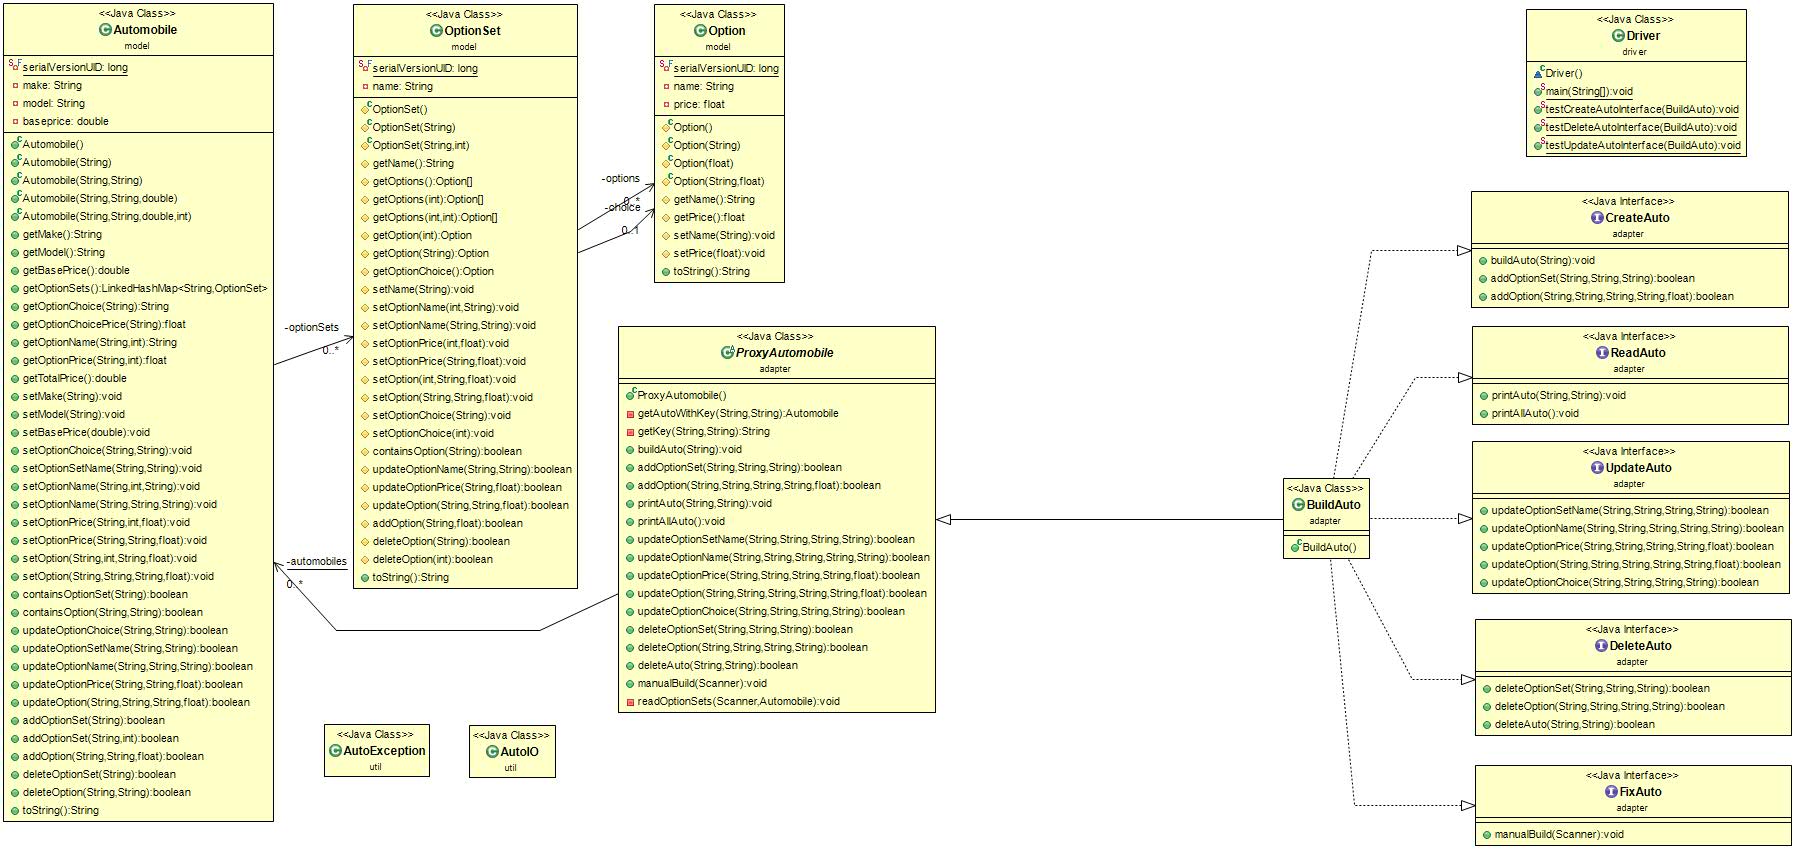 <<Java Class>>
Automobile
model
serialVersionUID: long
make: String
model: String
baseprice: double
Automobile()
Automobile(String)
Automobile(String,String)
Automobile(String,String,double)
Automobile(String,String,double,int)
getMake():String
getModel():String
getBasePrice():double
getOptionSets():LinkedHashMap<String,OptionSet>
getOptionChoice(String):String
getOptionChoicePrice(String):float
getOptionName(String,int):String
getOptionPrice(String,int):float
getTotalPrice():double
setMake(String):void
setModel(String):void
setBasePrice(double):void
setOptionChoice(String,String):void
setOptionSetName(String,String):void
setOptionName(String,int,String):void
setOptionName(String,String,String):void
setOptionPrice(String,int,float):void
setOptionPrice(String,String,float):void
setOption(String,int,String,float):void
setOption(String,String,String,float):void
containsOptionSet(String):boolean
containsOption(String,String):boolean
updateOptionChoice(String,String):boolean
updateOptionSetName(String,String):boolean
updateOptionName(String,String,String):boolean
updateOptionPrice(String,String,float):boolean
updateOption(String,String,String,float):boolean
addOptionSet(String):boolean
addOptionSet(String,int):boolean
addOption(String,String,float):boolean
deleteOptionSet(String):boolean
deleteOption(String,String):boolean
toString():String
-optionSets
0..*
<<Java Class>>
OptionSet
model
serialVersionUID: long
name: String
OptionSet()
OptionSet(String)
OptionSet(String,int)
getName():String
getOptions():Option[]
getOptions(int):Option[]
getOptions(int,int):Option[]
getOption(int):Option
getOption(String):Option
getOptionChoice():Option
setName(String):void
setOptionName(int,String):void
setOptionName(String,String):void
setOptionPrice(int,float):void
setOptionPrice(String,float):void
setOption(int,String,float):void
setOption(String,String,float):void
setOptionChoice(String):void
setOptionChoice(int):void
containsOption(String):boolean
updateOptionName(String,String):boolean
updateOptionPrice(String,float):boolean
updateOption(String,String,float):boolean
addOption(String,float):boolean
deleteOption(String):boolean
deleteOption(int):boolean
toString():String
-options
0..*
-choice
0..1
<<Java Class>>
Option
model
serialVersionUID: long
name: String
price: float
Option()
Option(String)
Option(float)
Option(String,float)
getName():String
getPrice():float
setName(String):void
setPrice(float):void
toString():String
-automobiles
0..*
<<Java Class>>
ProxyAutomobile
adapter
ProxyAutomobile()
getAutoWithKey(String,String):Automobile
getKey(String,String):String
buildAuto(String):void
addOptionSet(String,String,String):boolean
addOption(String,String,String,String,float):boolean
printAuto(String,String):void
printAllAuto():void
updateOptionSetName(String,String,String,String):boolean
updateOptionName(String,String,String,String,String):boolean
updateOptionPrice(String,String,String,String,float):boolean
updateOption(String,String,String,String,String,float):boolean
updateOptionChoice(String,String,String,String):boolean
deleteOptionSet(String,String,String):boolean
deleteOption(String,String,String,String):boolean
deleteAuto(String,String):boolean
manualBuild(Scanner):void
readOptionSets(Scanner,Automobile):void
<<Java Class>>
AutoException
util
<<Java Class>>
AutoIO
util
<<Java Class>>
BuildAuto
adapter
BuildAuto()
<<Java Class>>
Driver
driver
Driver()
main(String[]):void
testCreateAutoInterface(BuildAuto):void
testDeleteAutoInterface(BuildAuto):void
testUpdateAutoInterface(BuildAuto):void
<<Java Interface>>
CreateAuto
adapter
buildAuto(String):void
addOptionSet(String,String,String):boolean
addOption(String,String,String,String,float):boolean
<<Java Interface>>
ReadAuto
adapter
printAuto(String,String):void
printAllAuto():void
<<Java Interface>>
UpdateAuto
adapter
updateOptionSetName(String,String,String,String):boolean
updateOptionName(String,String,String,String,String):boolean
updateOptionPrice(String,String,String,String,float):boolean
updateOption(String,String,String,String,String,float):boolean
updateOptionChoice(String,String,String,String):boolean
<<Java Interface>>
DeleteAuto
adapter
deleteOptionSet(String,String,String):boolean
deleteOption(String,String,String,String):boolean
deleteAuto(String,String):boolean
<<Java Interface>>
FixAuto
adapter
manualBuild(Scanner):void